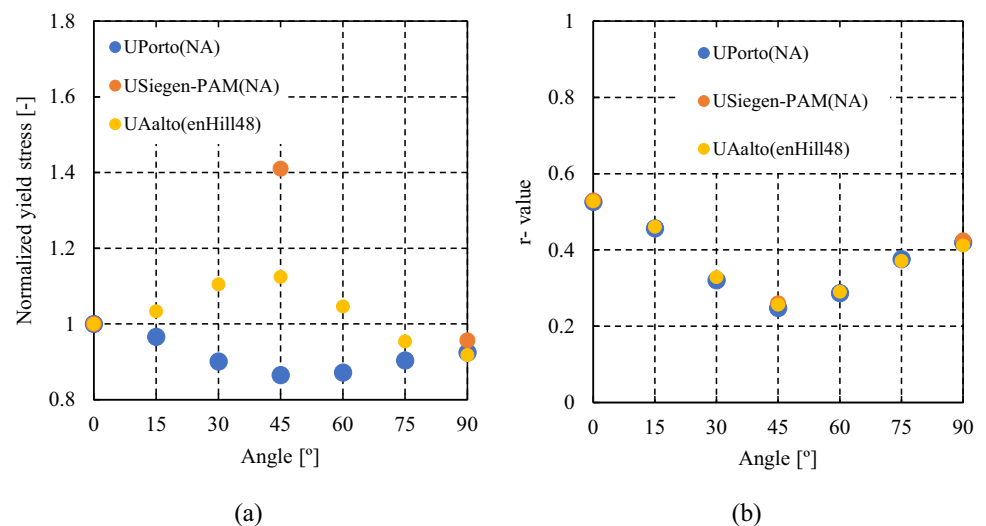 1.8
1.6
1.4
1.2
1
0.8
Normalized yield stress [-]
UPorto(NA)
USiegen-PAM(NA)
UAalto(enHill48)
0 15 30 45 60 75 90
Angle [º]
(a)
1
0.8
0.6
0.4
0.2
0
r- value
UPorto(NA)
USiegen-PAM(NA)
UAalto(enHill48)
0 15 30 45 60 75 90
Angle [º]
(b)